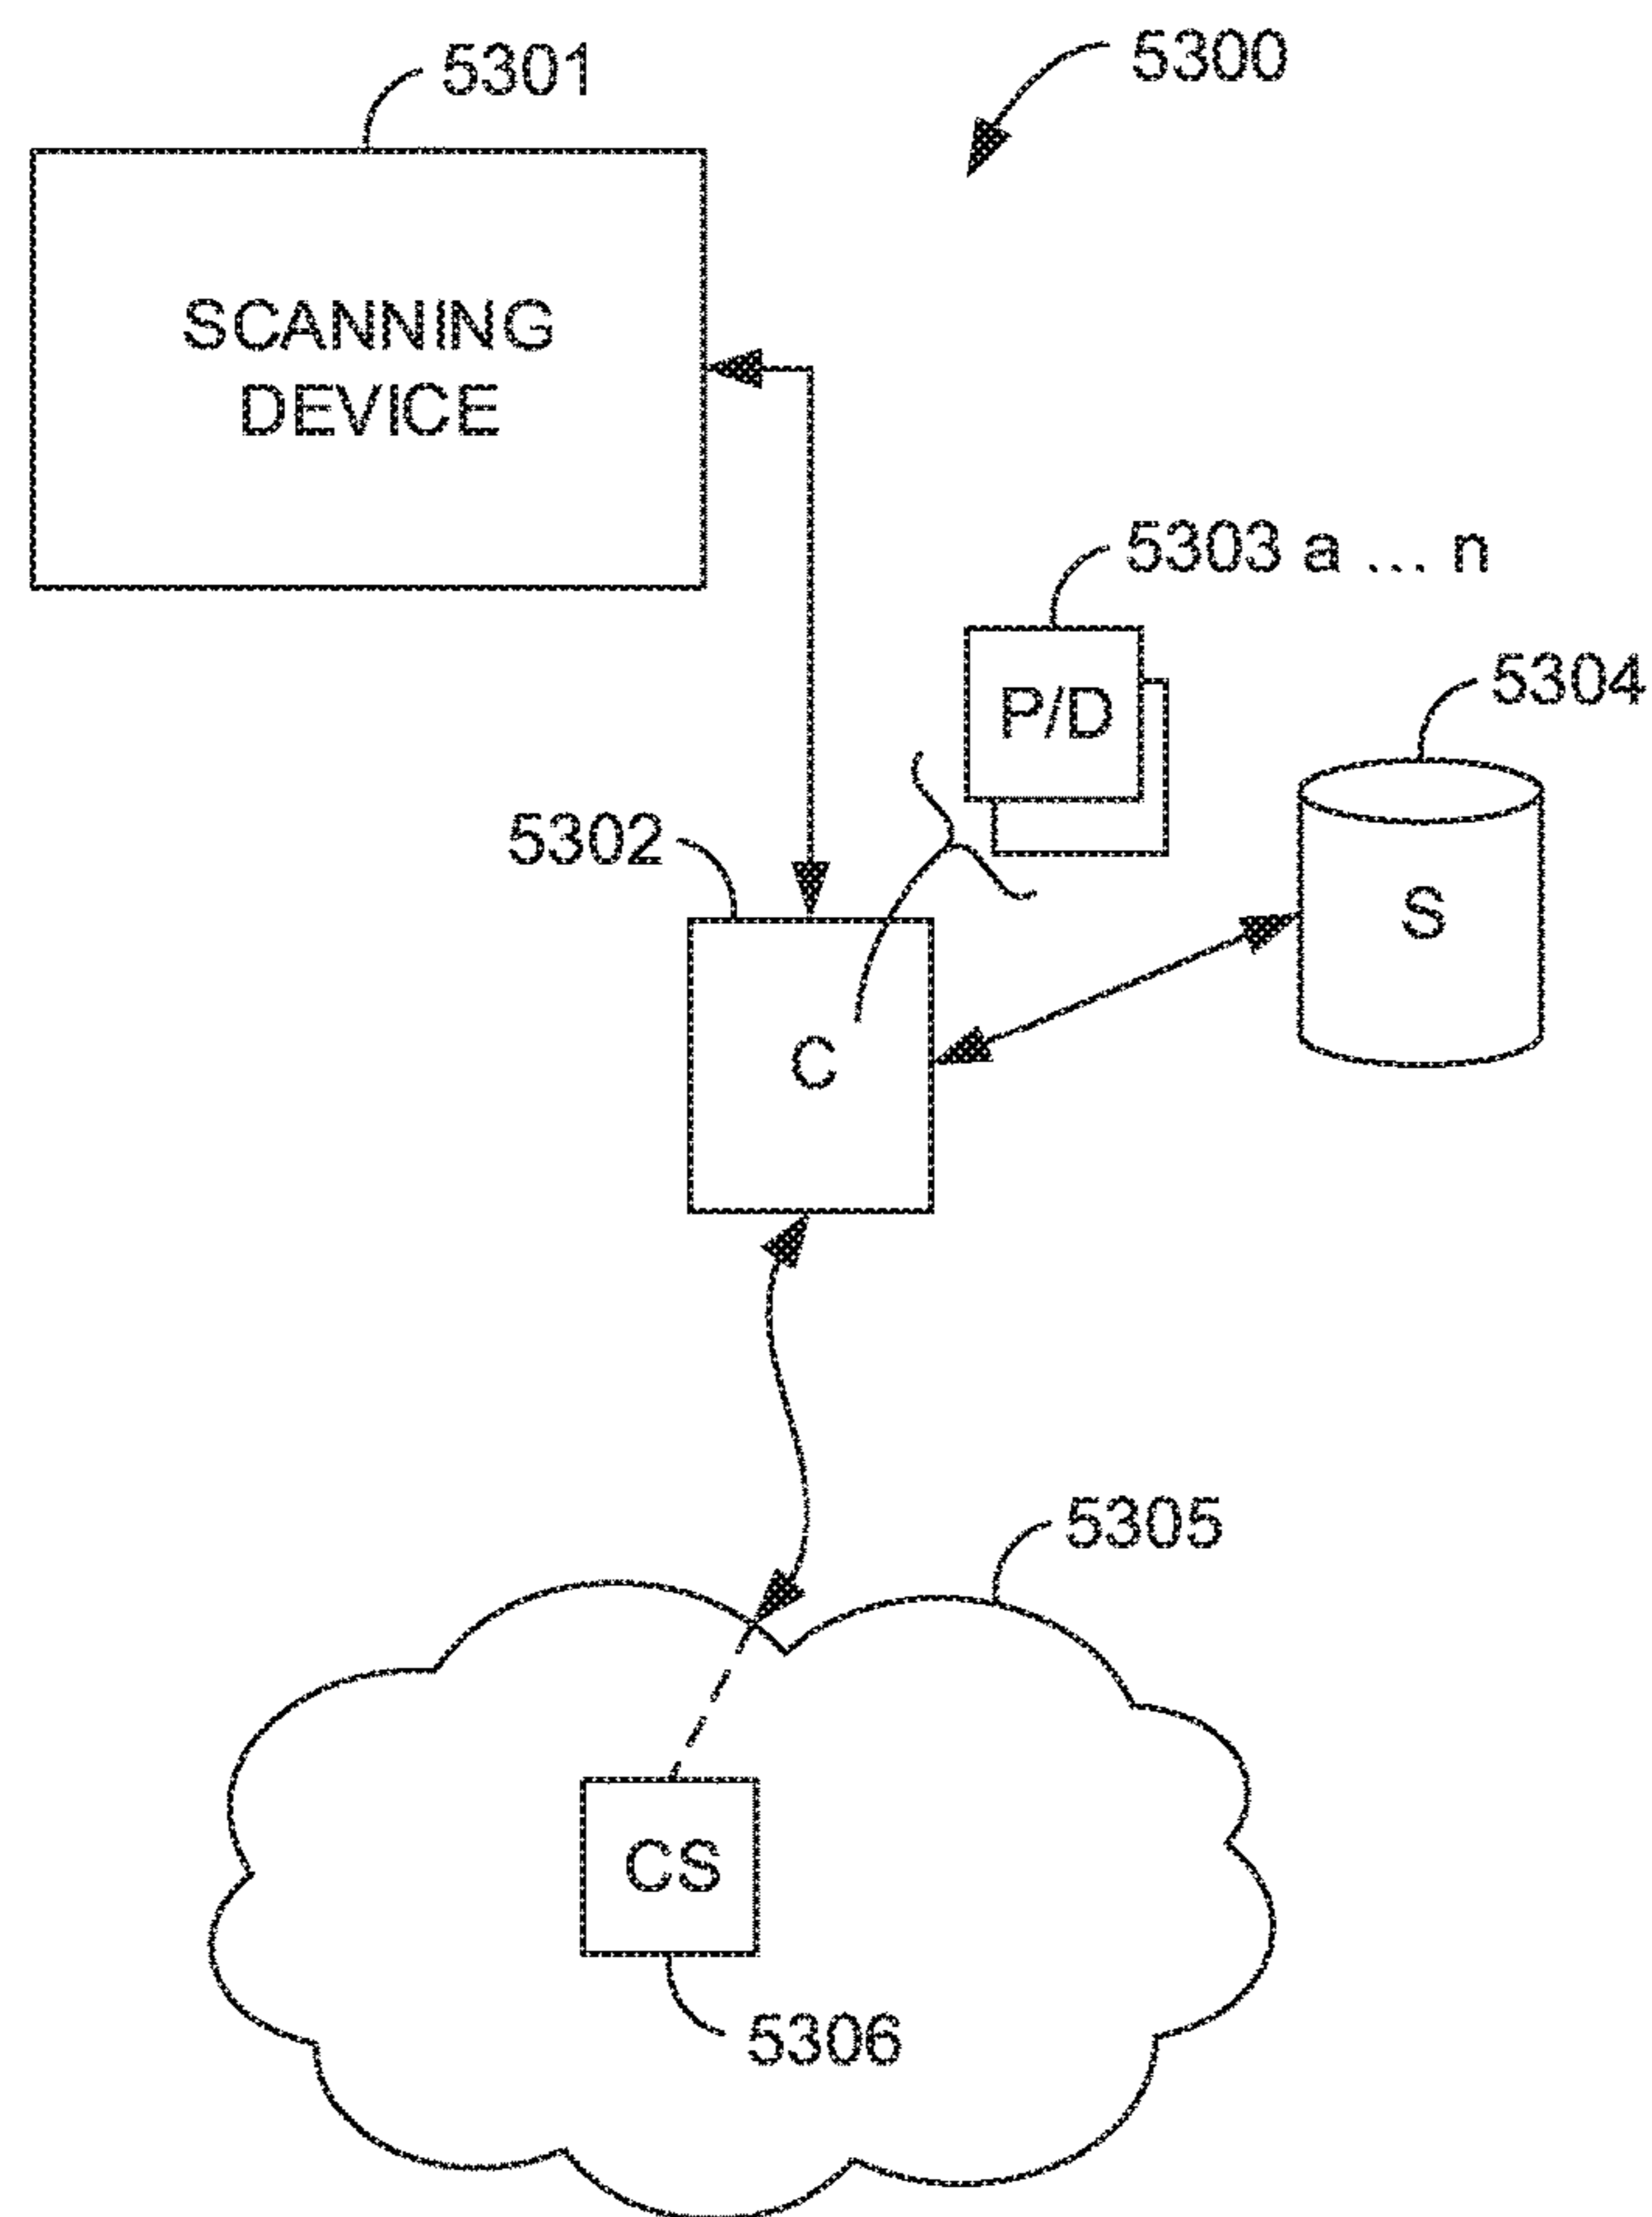 5301
5300
SCANNING
DEVICE
5303 a ... n
P/D
5304
5302
S
C
5305
CS
5306